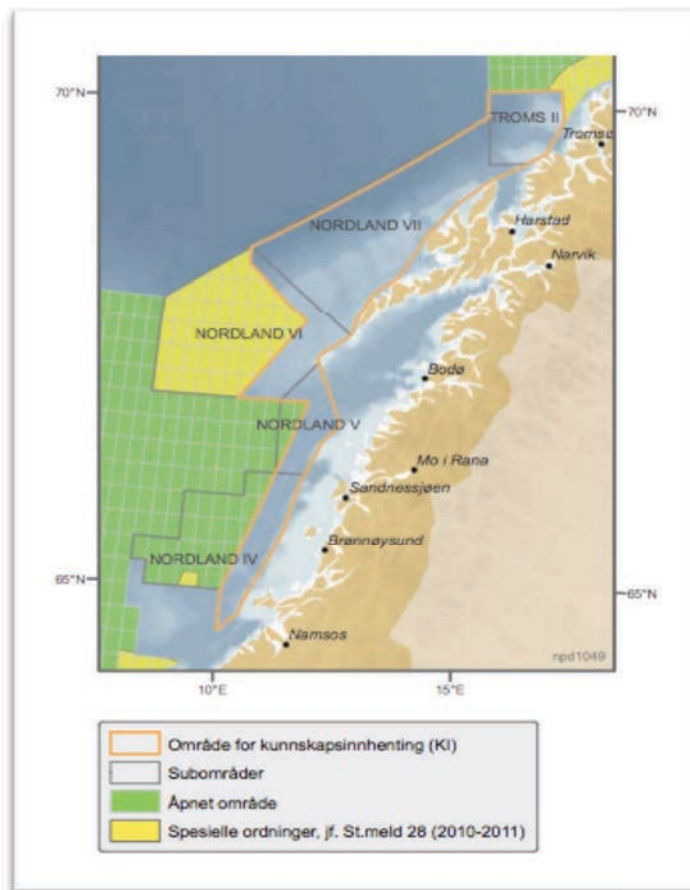 70°N
70°N
TROMS II
Tromsø
NORDLAND VII
Harstad
Narvik
NORDLAND VI
Bodø
NORDLAND V
Mo i Rana
Sandnessjøen
Brønnøysund
NORDLAND IV
65°N
65°N
Namsos
npd1049
10°E
15°E
Område for kunnskapsinnhenting (KI)
Subområder
Åpnet område
Spesielle ordninger, jf. St.meld 28 (2010-2011)